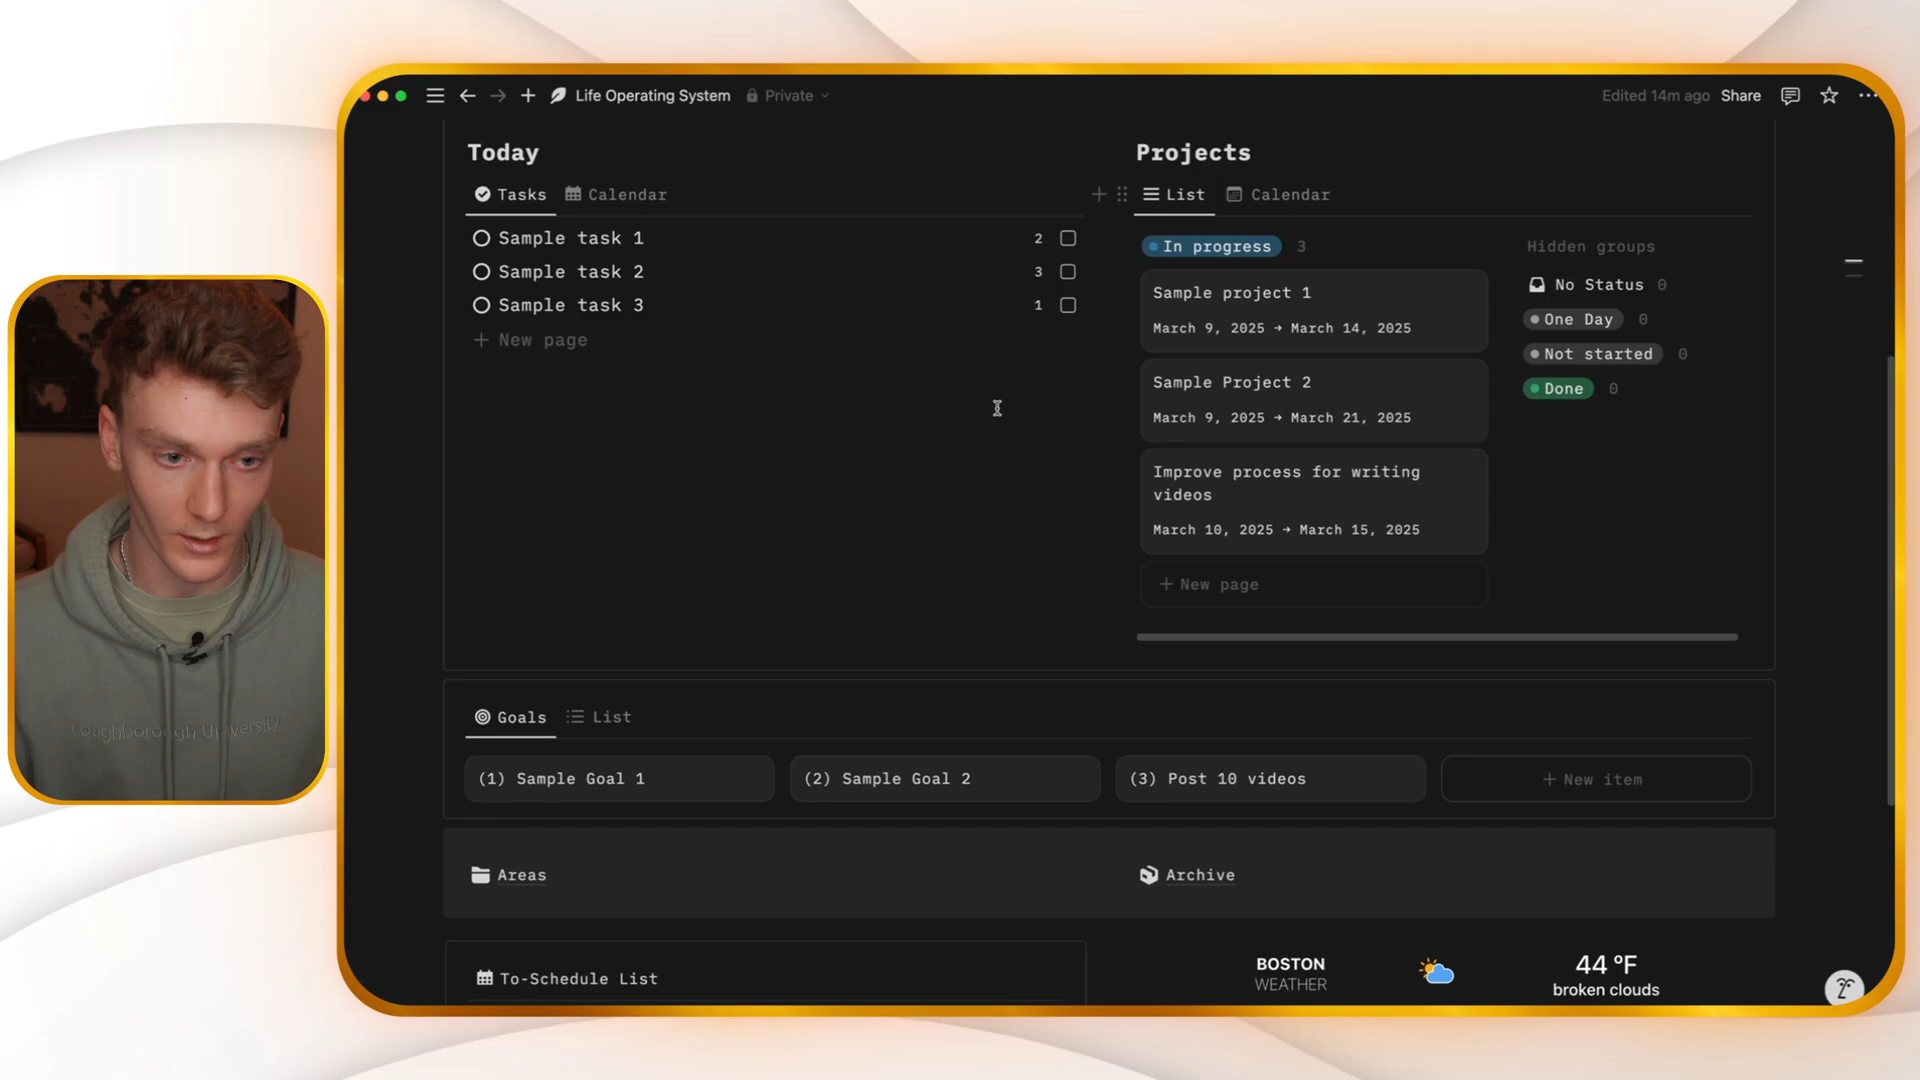 Life Operating System Private
Edited 14m ago Share
Today
Tasks Calendar
Sample task 1 2
Sample task 2 3
Sample task 3 1
+ New page
Projects
List Calendar
In progress 3
Sample project 1
March 9, 2025 → March 14, 2025
Sample Project 2
March 9, 2025 → March 21, 2025
Improve process for writing
videos
March 10, 2025 → March 15, 2025
+ New page
Hidden groups
No Status 0
One Day 0
Not started 0
Done 0
Goals List
(1) Sample Goal 1
(2) Sample Goal 2
(3) Post 10 videos
+ New item
Areas
Archive
To-Schedule List
BOSTON
WEATHER
44 °F
broken clouds
Loughborough University